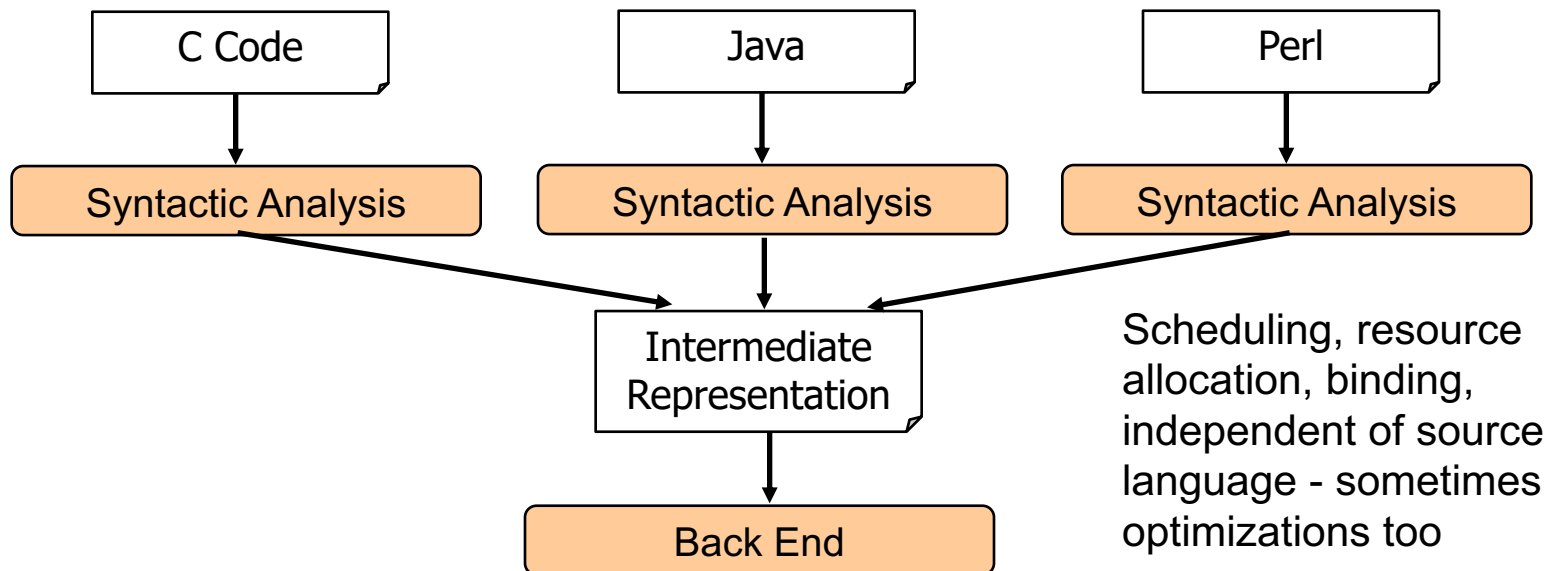 C Code
Java
Perl
Syntactic Analysis
Syntactic Analysis
Syntactic Analysis
Intermediate
Representation
Scheduling, resource
allocation, binding,
independent of source
language - sometimes
optimizations too
Back End